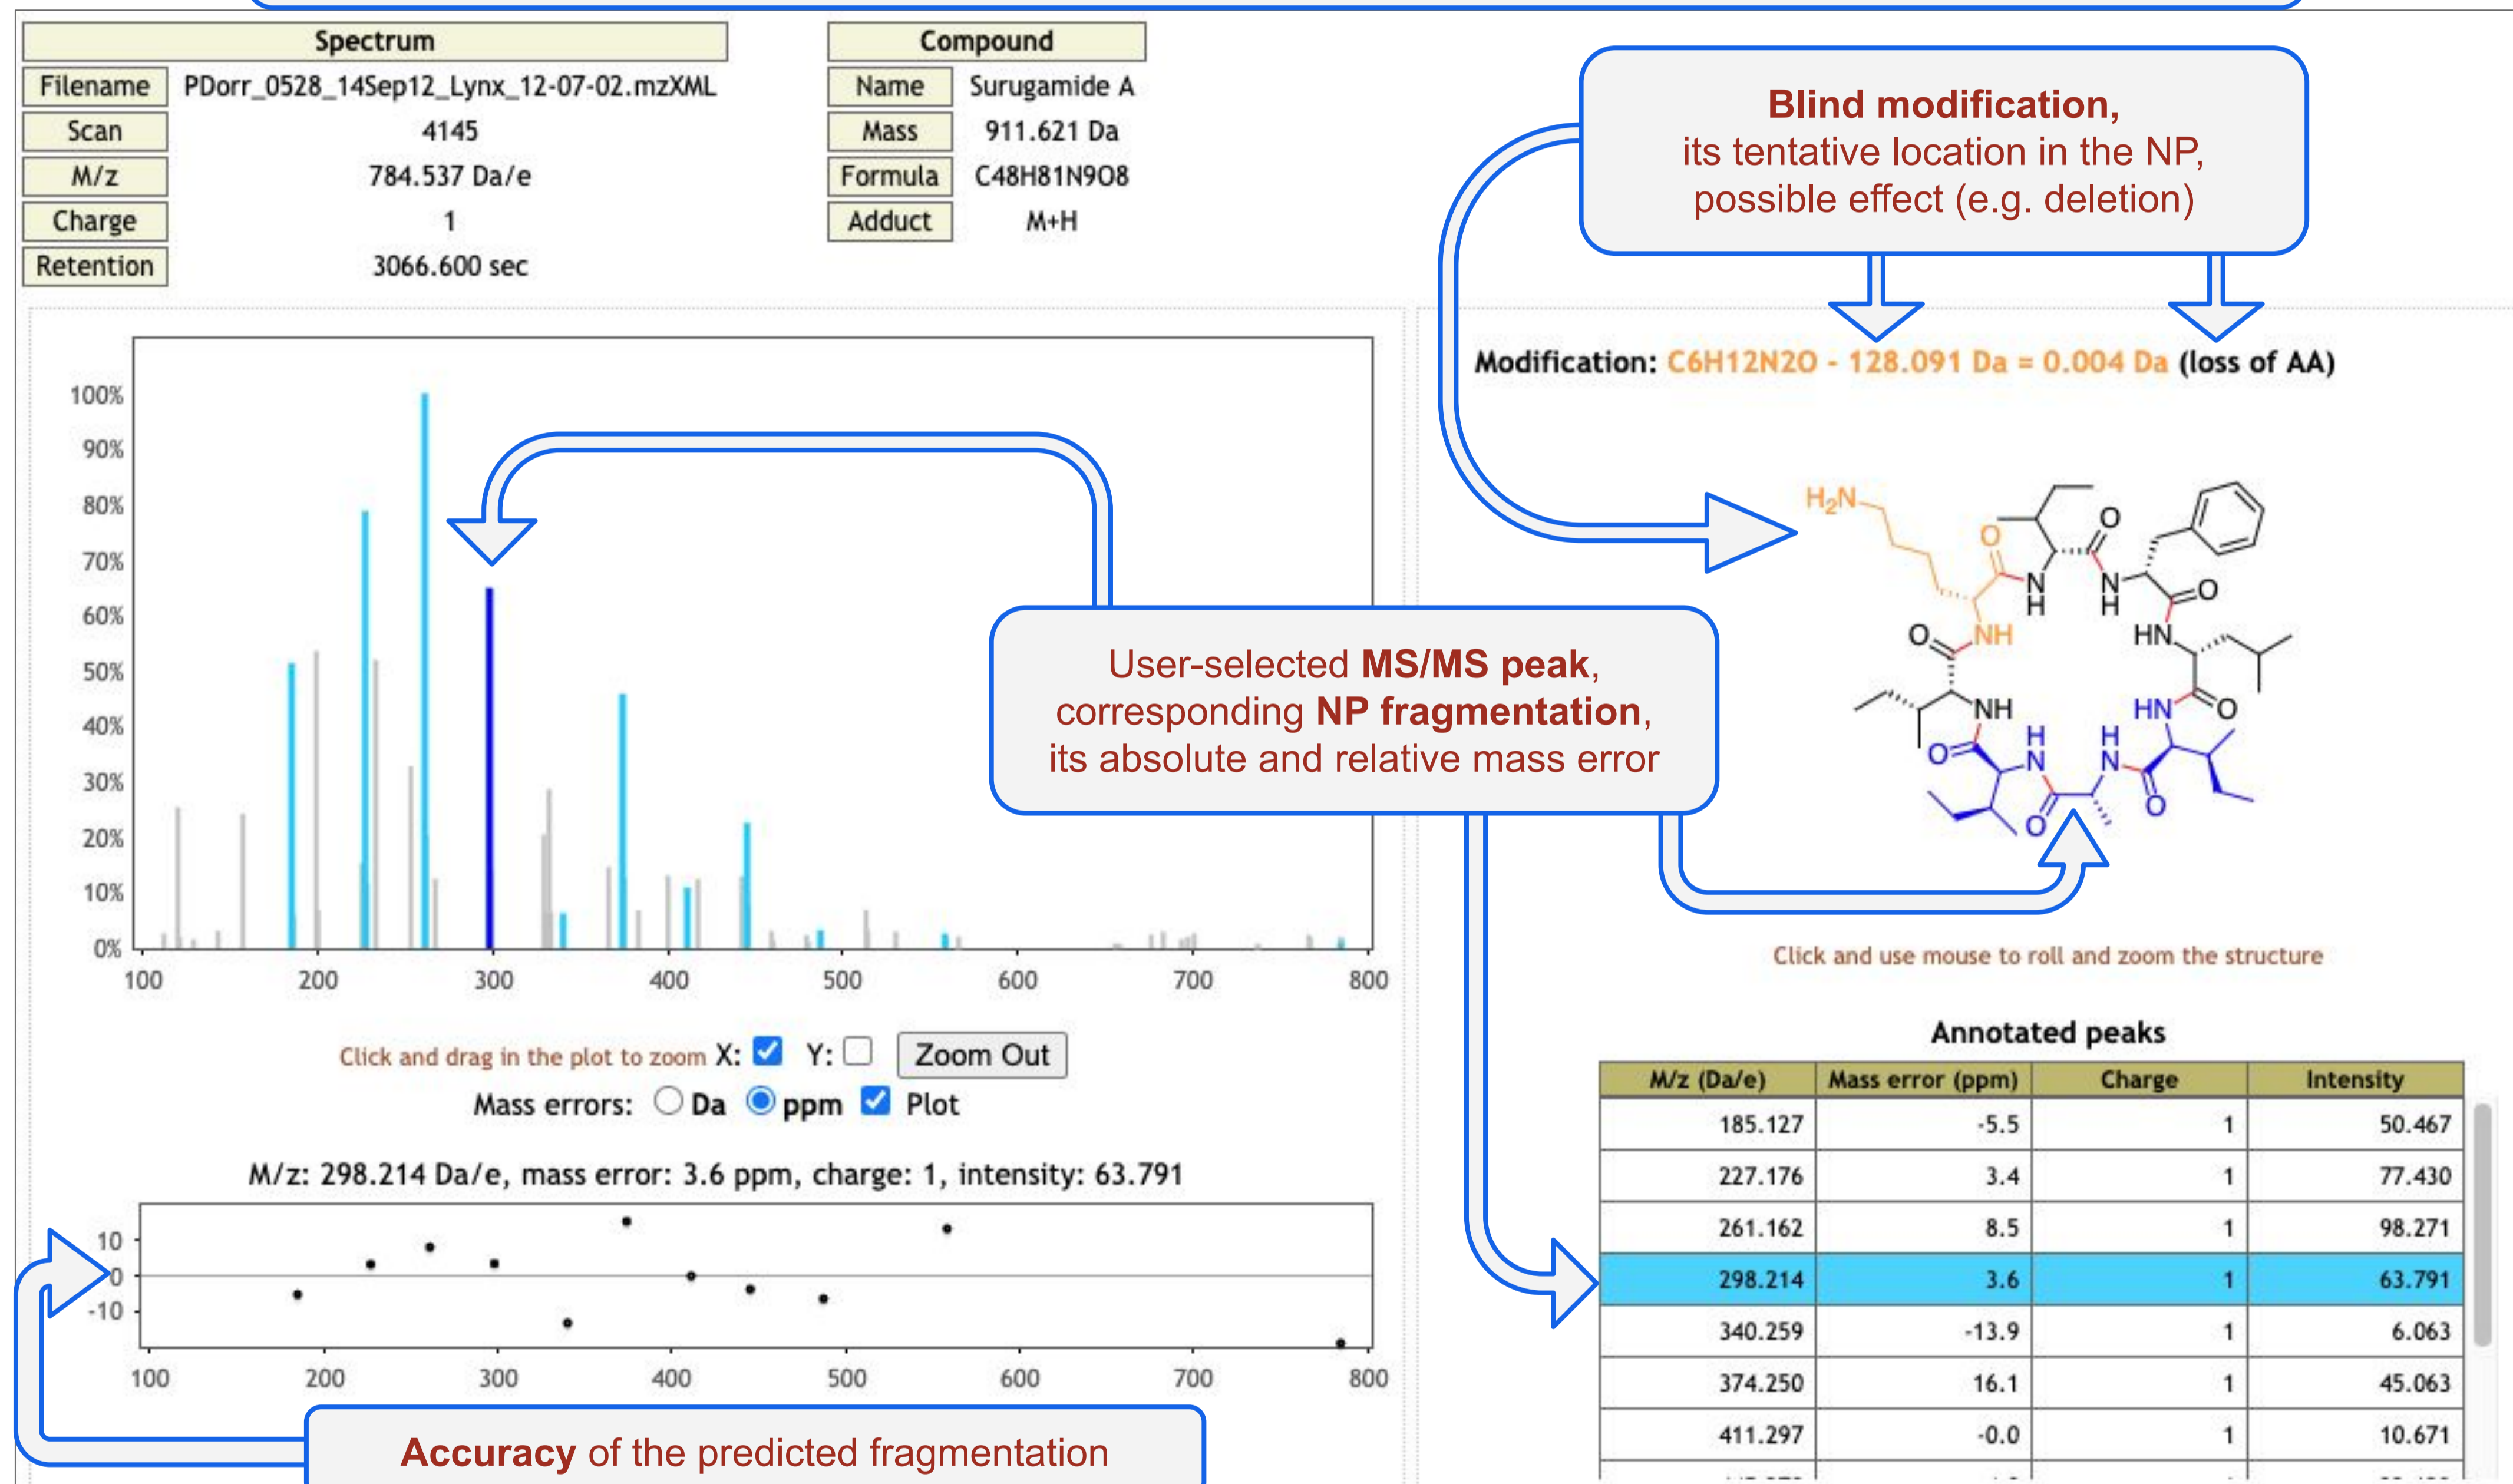 Spectrum
Filename PDorr_0528_14Sep12_Lynx_12-07-02.mzXML
Scan 4145
M/z 784.537 Da/e
Charge 1
Retention 3066.600 sec
Compound
Name Surugamide A
Mass 911.621 Da
Formula C48H81N9O8
Adduct M+H
Blind modification,
its tentative location in the NP,
possible effect (e.g. deletion)
Modification: C6H12N2O - 128.091 Da = 0.004 Da (loss of AA)
100%
90%
80%
70%
60%
50%
40%
30%
20%
10%
0%
100 200 300 400 500 600 700 800
User-selected MS/MS peak,
corresponding NP fragmentation,
its absolute and relative mass error
H₂N
O
O
N
H
N
H
O
O
NH
HN
NH
HN
O
O
H
N
H
N
O
O
Click and use mouse to roll and zoom the structure
Click and drag in the plot to zoom X: Y: Zoom Out
Mass errors: Da ppm Plot
M/z: 298.214 Da/e, mass error: 3.6 ppm, charge: 1, intensity: 63.791
10
0
-10
100 200 300 400 500 600 700 800
Accuracy of the predicted fragmentation
Annotated peaks
M/z (Da/e) Mass error (ppm) Charge Intensity
185.127 -5.5 1 50.467
227.176 3.4 1 77.430
261.162 8.5 1 98.271
298.214 3.6 1 63.791
340.259 -13.9 1 6.063
374.250 16.1 1 45.063
411.297 -0.0 1 10.671